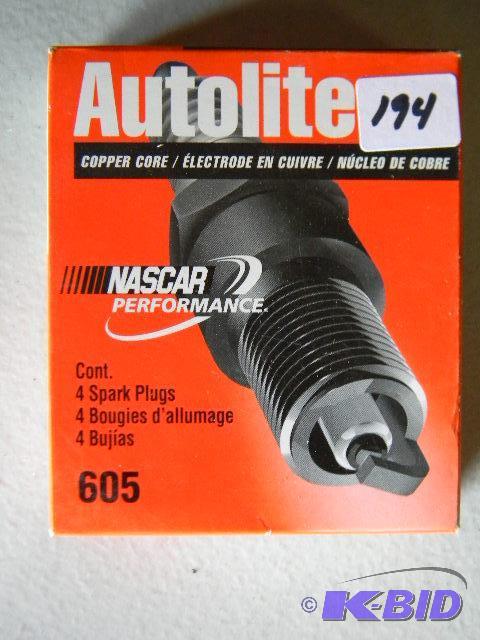 Autolite
194
COPPER CORE / ÉLECTRODE EN CUIVRE / NÚCLEO DE COBRE
NASCAR
PERFORMANCE.
Cont.
4 Spark Plugs
4 Bougies d'allumage
4 Bujías
605
© K-BID